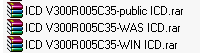 ICD V300R005C35-public ICD.rar
ICD V300R005C35-WAS ICD.rar
ICD V300R005C35-WIN ICD.rar